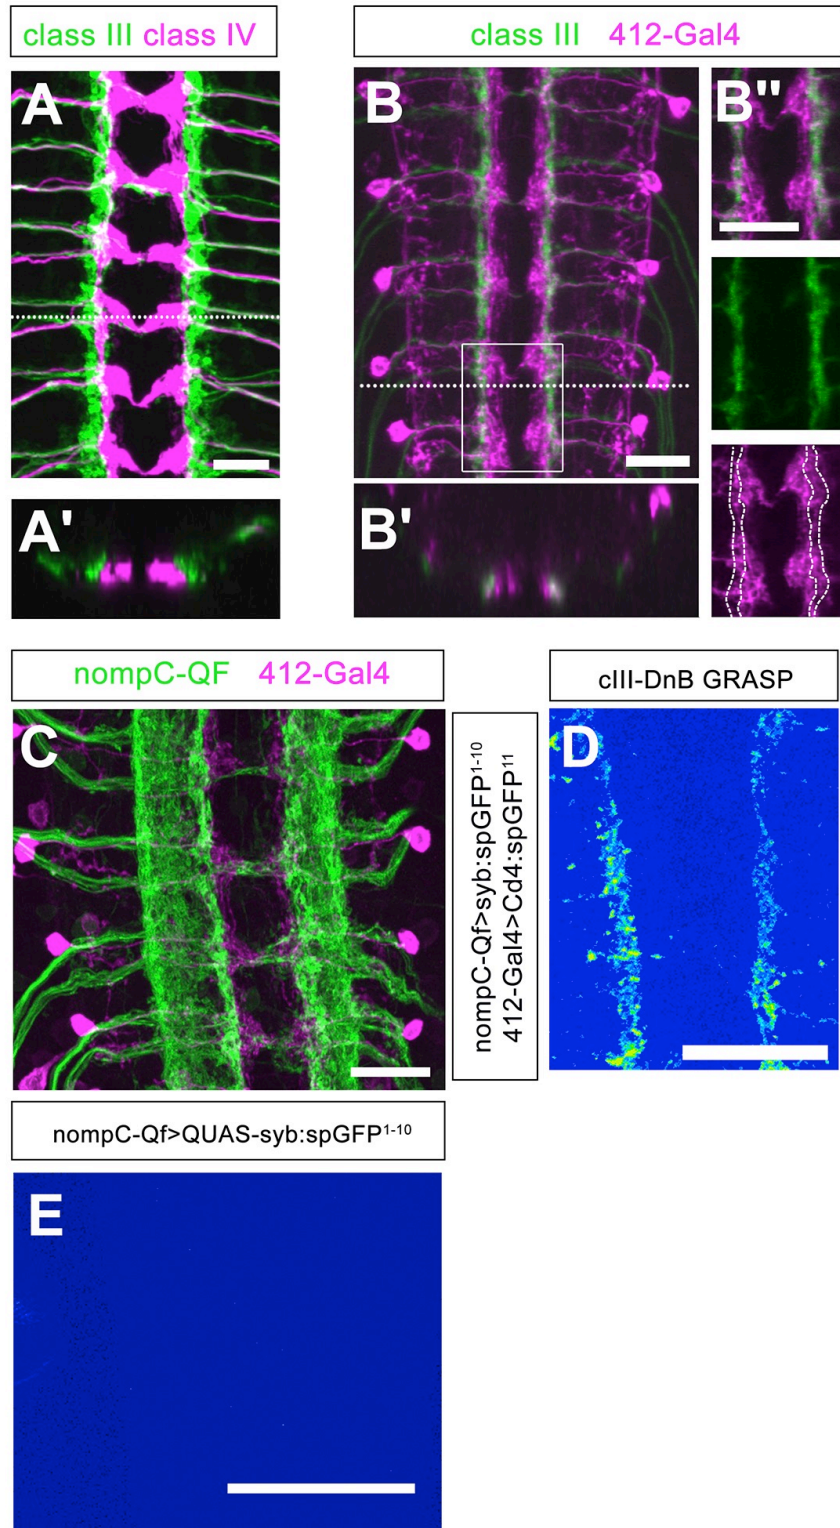 class III class IV
class III 412-Gal4
A
B
B"
A'
B'
nompC-QF 412-Gal4
cIII-DnB GRASP
C
nompC-Qf>syb:spGFP¹⁻¹⁰
412-Gal4>Cd4:spGFP¹¹
D
nompC-Qf>QUAS-syb:spGFP¹⁻¹⁰
E